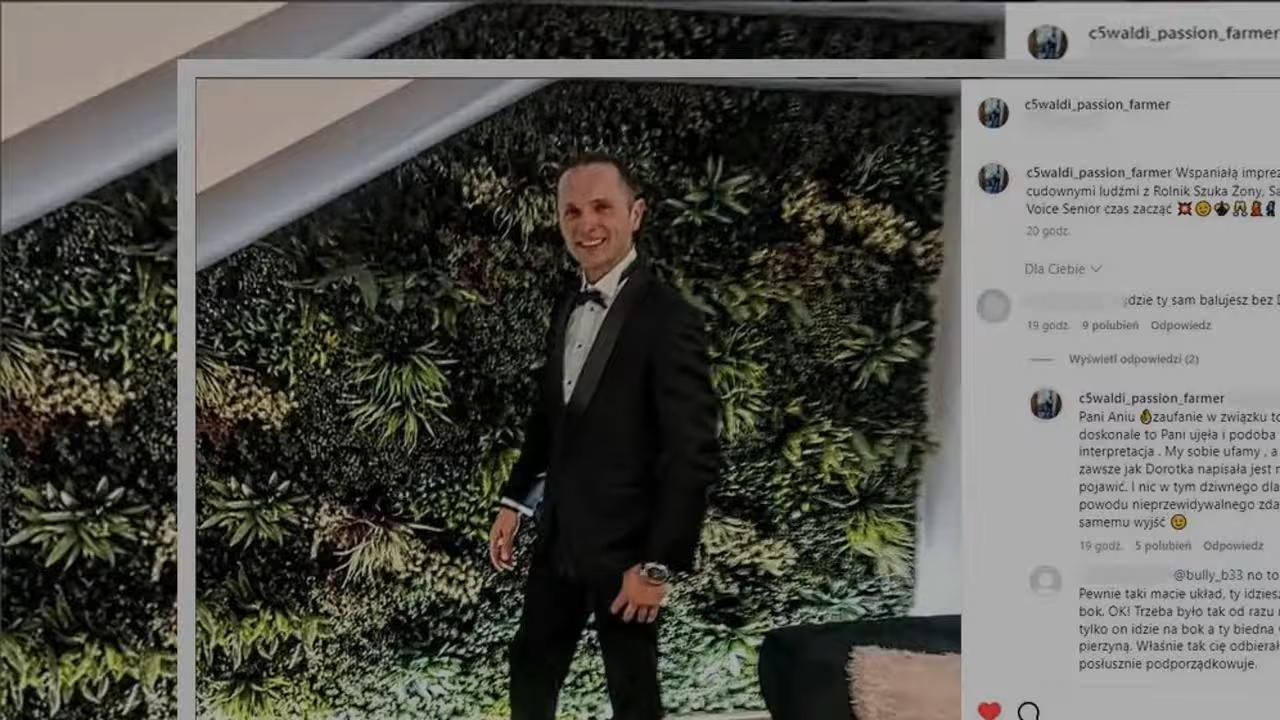 c5waldi_passion_farmer
c5waldi_passion_farmer
c5waldi_passion_farmer Wspaniałą imprez
cudownymi ludźmi z Rolnik Szuka Żony, Sa
Voice Senior czas zacząć 💥😉
20 godz.
Dla Ciebie
dzie ty sam balujesz bez
19 godz. 9 polubień Odpowiedz
Wyświetl odpowiedzi (2)
c5waldi_passion_farmer
Pani Aniu 👌zaufanie w związku to
doskonale to Pani ujęła i podoba
interpretacja . My sobie ufamy , a
zawsze jak Dorotka napisała jest
pojawić. I nic w tym dziwnego dla
powodu nieprzewidywalnego zda
samemu wyjść 😉
19 godz. 5 polubień Odpowiedz
@bully_b33 no to
Pewnie taki macie układ, ty idziesz
bok. OK! Trzeba było tak od razu
tylko on idzie na bok a ty biedna
pierzyną. Właśnie tak cię odbierał
posłusznie podporządkowuje.